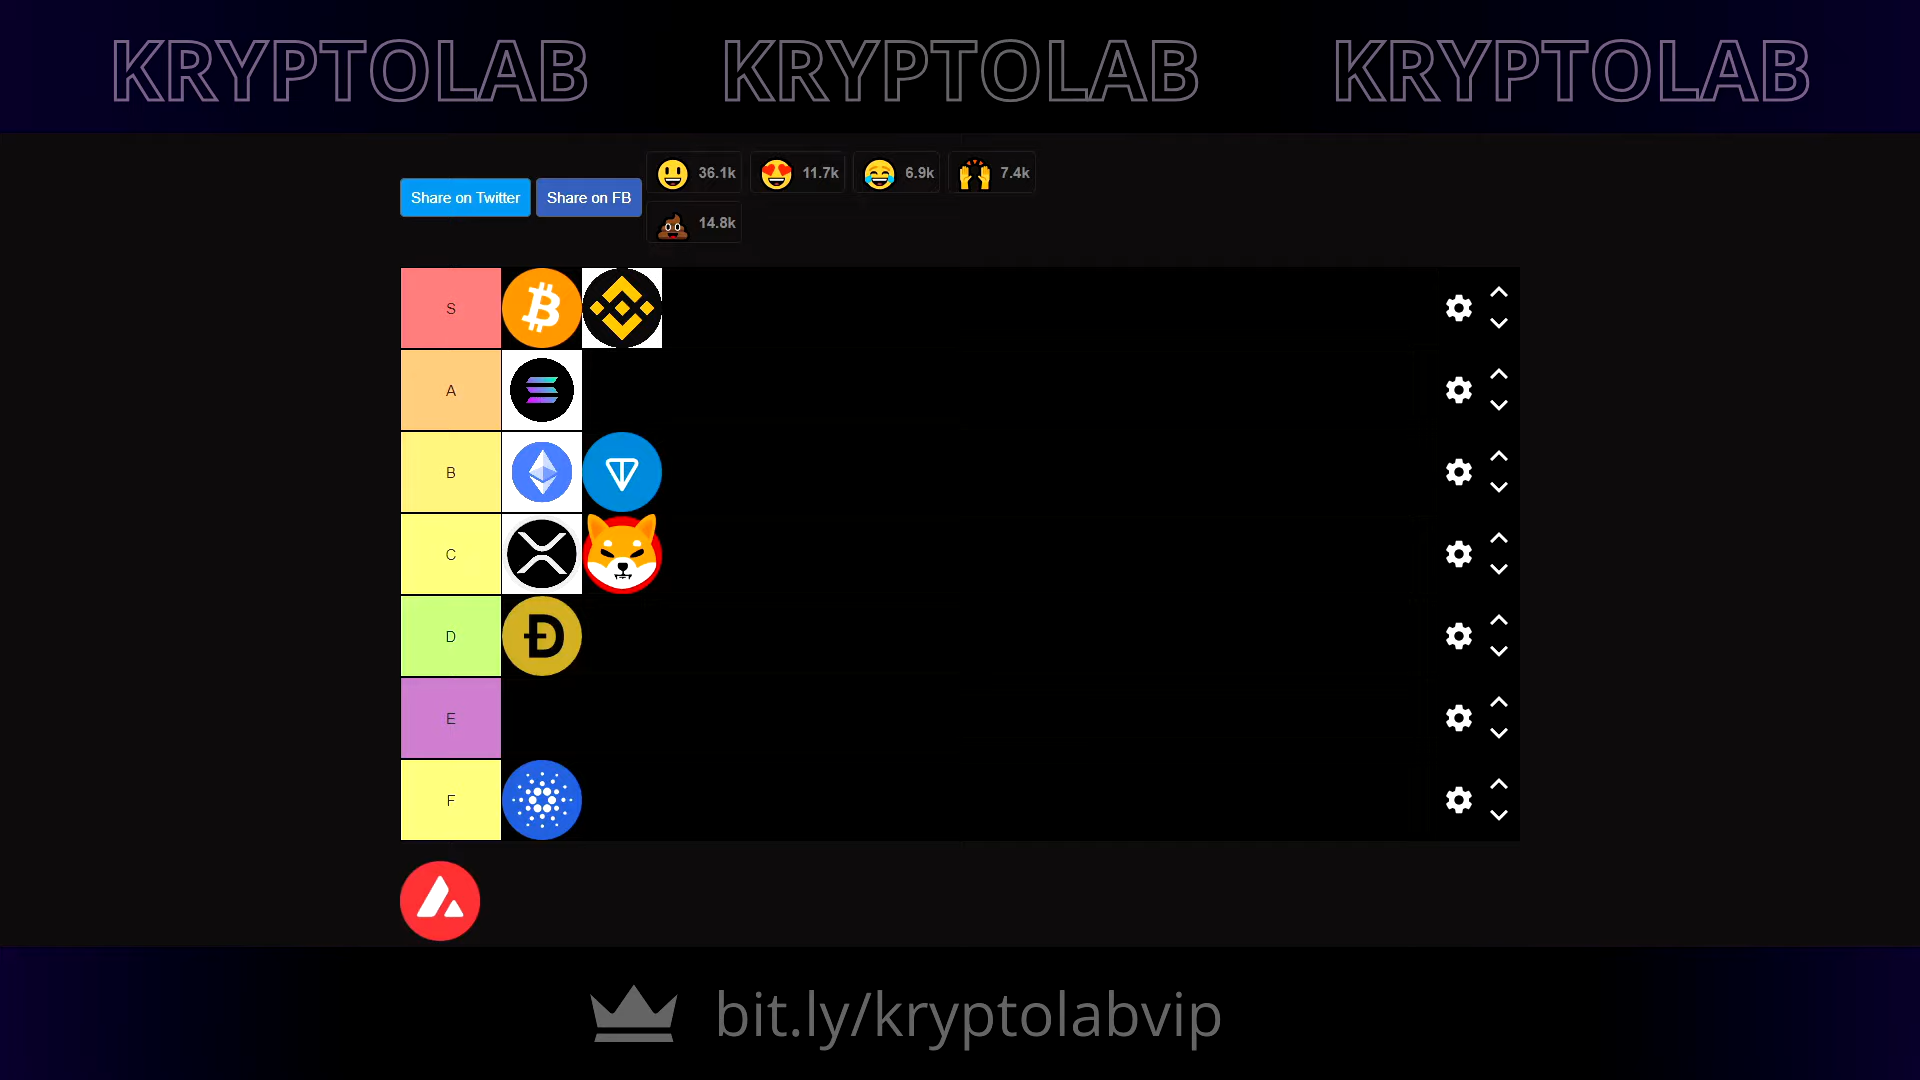 KRYPTOLAB KRYPTOLAB KRYPTOLAB
Share on Twitter Share on FB 36.1k 11.7k 6.9k 7.4k
14.8k
S
A
B
C
D
E
F
bit.ly/kryptolabvip